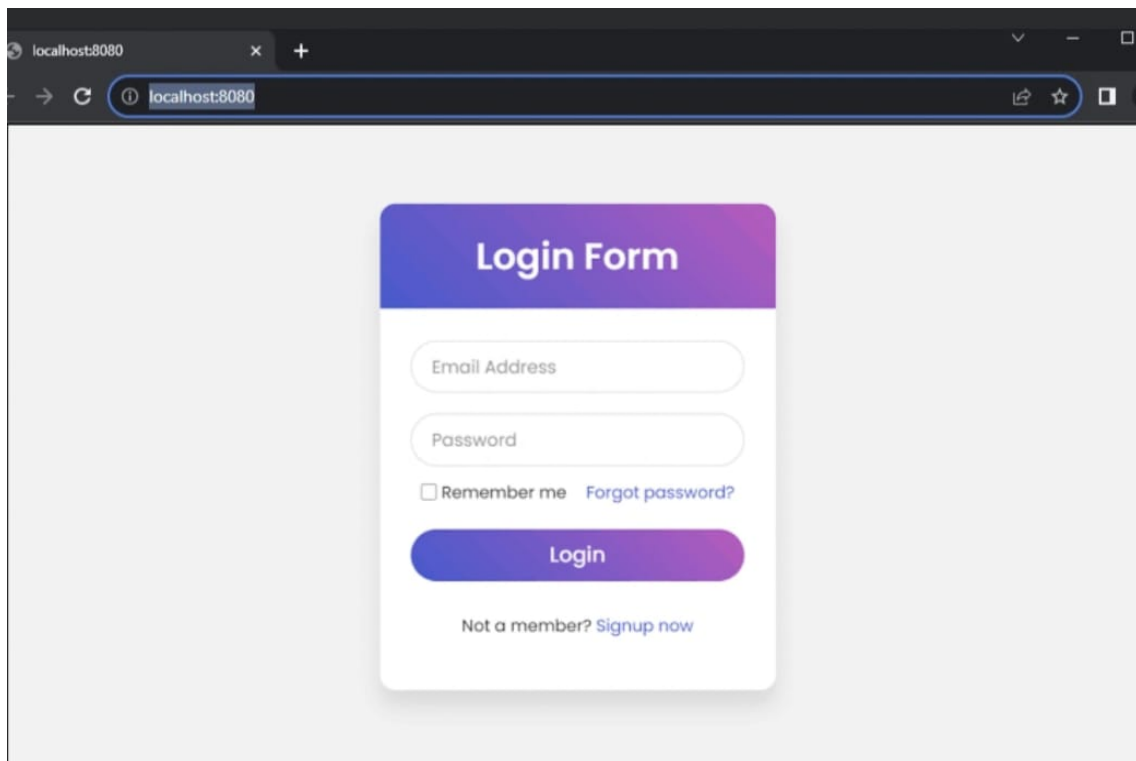 localhost:8080
localhost:8080
Login Form
Email Address
Password
Remember me Forgot password?
Login
Not a member? Signup now